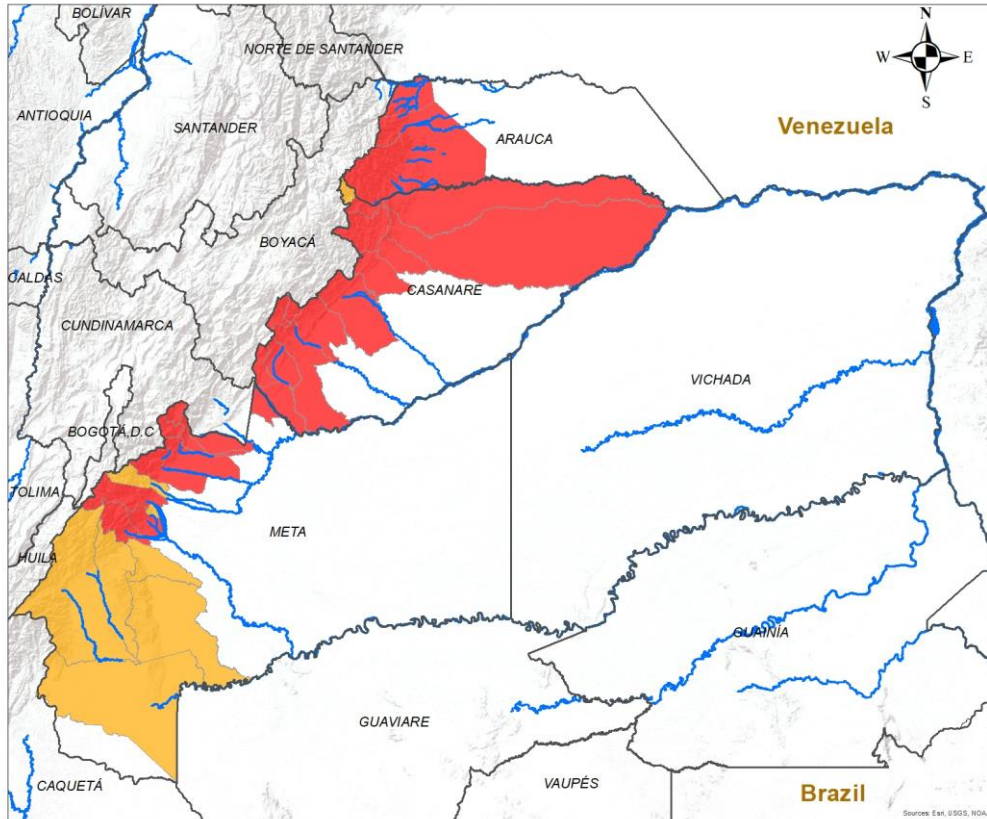 BOLÍVAR
NORTE DE SANTANDER
N
W
E
S
ANTIOQUIA
SANTANDER
ARAUCA
Venezuela
BOYACÁ
CALDAS
CASANARE
CUNDINAMARCA
VICHADA
BOGOTÁ,D.C
TOLIMA
META
HUILA
GUAINÍA
GUAVIARE
CAQUETÁ
VAUPÉS
Brazil
Sources: Esri, USGS, NOA